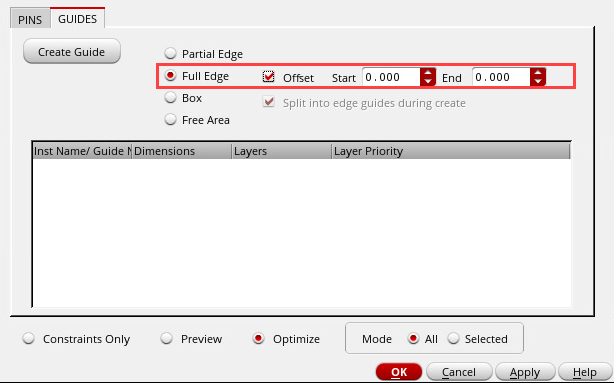 PINS GUIDES
Create Guide
Partial Edge
Full Edge Offset Start 0.000 End 0.000
Box Split into edge guides during create
Free Area
Inst Name/ Guide N Dimensions Layers Layer Priority
Constraints Only Preview Optimize Mode All Selected
OK Cancel Apply Help